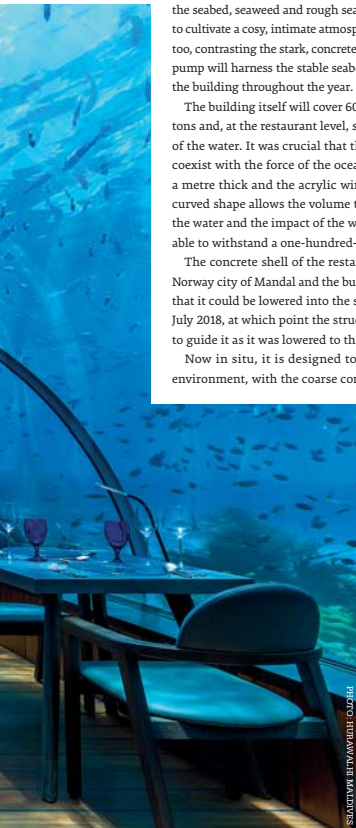 the seabed, seaweed and rough sea
to cultivate a cosy, intimate atmosp
too, contrasting the stark, concrete
pump will harness the stable seabe
the building throughout the year.
The building itself will cover 60
tons and, at the restaurant level, s
of the water. It was crucial that th
coexist with the force of the ocea
a metre thick and the acrylic win
curved shape allows the volume t
the water and the impact of the w
able to withstand a one-hundred-
The concrete shell of the resta
Norway city of Mandal and the bu
that it could be lowered into the s
July 2018, at which point the struc
to guide it as it was lowered to th
Now in situ, it is designed to
environment, with the coarse con
PHOTO: HURAWALHI MALDIVES